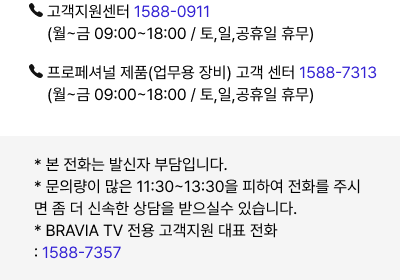 고객지원센터 1588-0911
(월~금 09:00~18:00 / 토,일,공휴일 휴무)
프로페셔널 제품(업무용 장비) 고객 센터 1588-7313
(월~금 09:00~18:00 / 토,일,공휴일 휴무)
* 본 전화는 발신자 부담입니다.
* 문의량이 많은 11:30~13:30을 피하여 전화를 주시
면 좀 더 신속한 상담을 받으실수 있습니다.
* BRAVIA TV 전용 고객지원 대표 전화
: 1588-7357